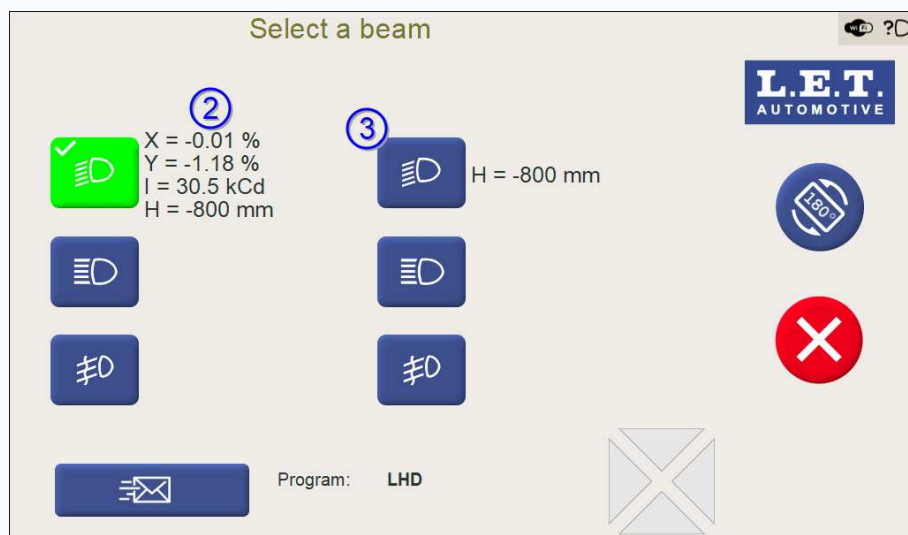 Select a beam
WiFi ?
L.E.T.
AUTOMOTIVE
2
X = -0.01 %
Y = -1.18 %
I = 30.5 kCd
H = -800 mm
3
H = -800 mm
180°
Program: LHD